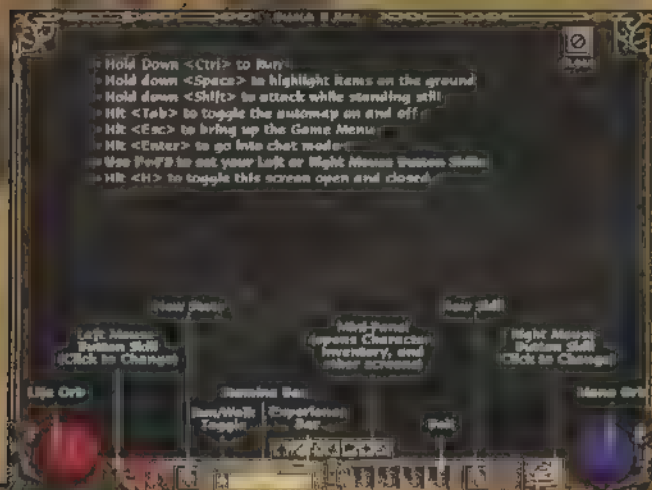 Hold Down <Ctrl> to Run
Hold down <Space> to highlight items on the ground
Hold down <Shift> to attack while standing still
Hit <Tab> to toggle the automap on and off
Hit <Esc> to bring up the Game Menu
Hit <Enter> to go into chat mode
Use F1-F8 to set your Left or Right Mouse Button Skills
Hit <H> to toggle this screen open and closed
New Skill
Left Mouse
Button Skill
(Click to Change)
Mini-Panel
(opens Character,
inventory, and
other screens)
Right Mouse
Button Skill
(Click to Change)
Life Orb
Stamina Bar
Mana Orb
Run/Walk
Toggle
Experience
Bar
Belt